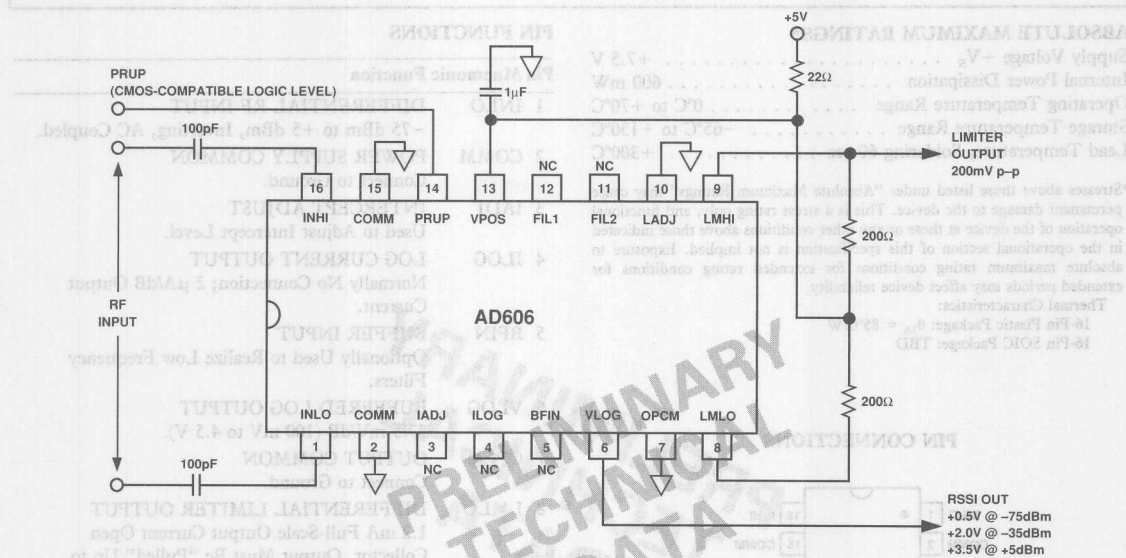 +5V
22Ω
1μF
PRUP
(CMOS-COMPATIBLE LOGIC LEVEL)
100pF
LIMITER
OUTPUT
200mV p–p
NC
NC
16 15 14 13 12 11 10 9
INHI COMM PRUP VPOS FIL1 FIL2 LADJ LMHI
200Ω
RF
INPUT
AD606
PRELIMINARY
TECHNICAL
DATA
200Ω
INLO COMM IADJ ILOG BFIN VLOG OPCM LMLO
1 2 3 4 5 6 7 8
NC NC NC
100pF
RSSI OUT
+0.5V @ –75dBm
+2.0V @ –35dBm
+3.5V @ +5dBm
ABSOLUTE MAXIMUM RATINGS
Supply Voltage +Vs +7.5 V
Internal Power Dissipation 600 mW
Operating Temperature Range 0°C to +70°C
Storage Temperature Range –65°C to +150°C
Lead Temperature, Soldering 60 +300°C
*Stresses above those listed under "Absolute Maximum Ratings"
permanent damage to the device. This is a stress rating only, and functional
operation of the device at these or any other conditions above those indicated
in the operational section of this specification is not implied. Exposure to
absolute maximum rating conditions for extended
extended periods may affect device reliability.
Thermal Characteristics:
16-Pin Plastic Package: θJA = 85°C/W
16-Pin SOIC Package: TBD
PIN FUNCTIONS
Pin Mnemonic Function
1 INLO DIFFERENTIAL RF INPUT
–75 dBm to +5 dBm, Inverting, AC Coupled.
2 COMM POWER SUPPLY COMMON
Connect to Ground.
3 IADJ INTERCEPT ADJUST
Used to Adjust Intercept Level.
4 ILOG LOG CURRENT OUTPUT
Normally No Connection; 2 μA/dB Output
Current.
5 BFIN BUFFER INPUT
Optionally Used to Realize Low Frequency
Filters.
VLOG BUFFERED LOG OUTPUT
(100 mV to 4.5 V).
OUTPUT COMMON
Connect to Ground
DIFFERENTIAL LIMITER OUTPUT
mA Full-Scale Output Current Open
Collector. Output Must Be "Pulled" Up to
PIN CONNECTIONS